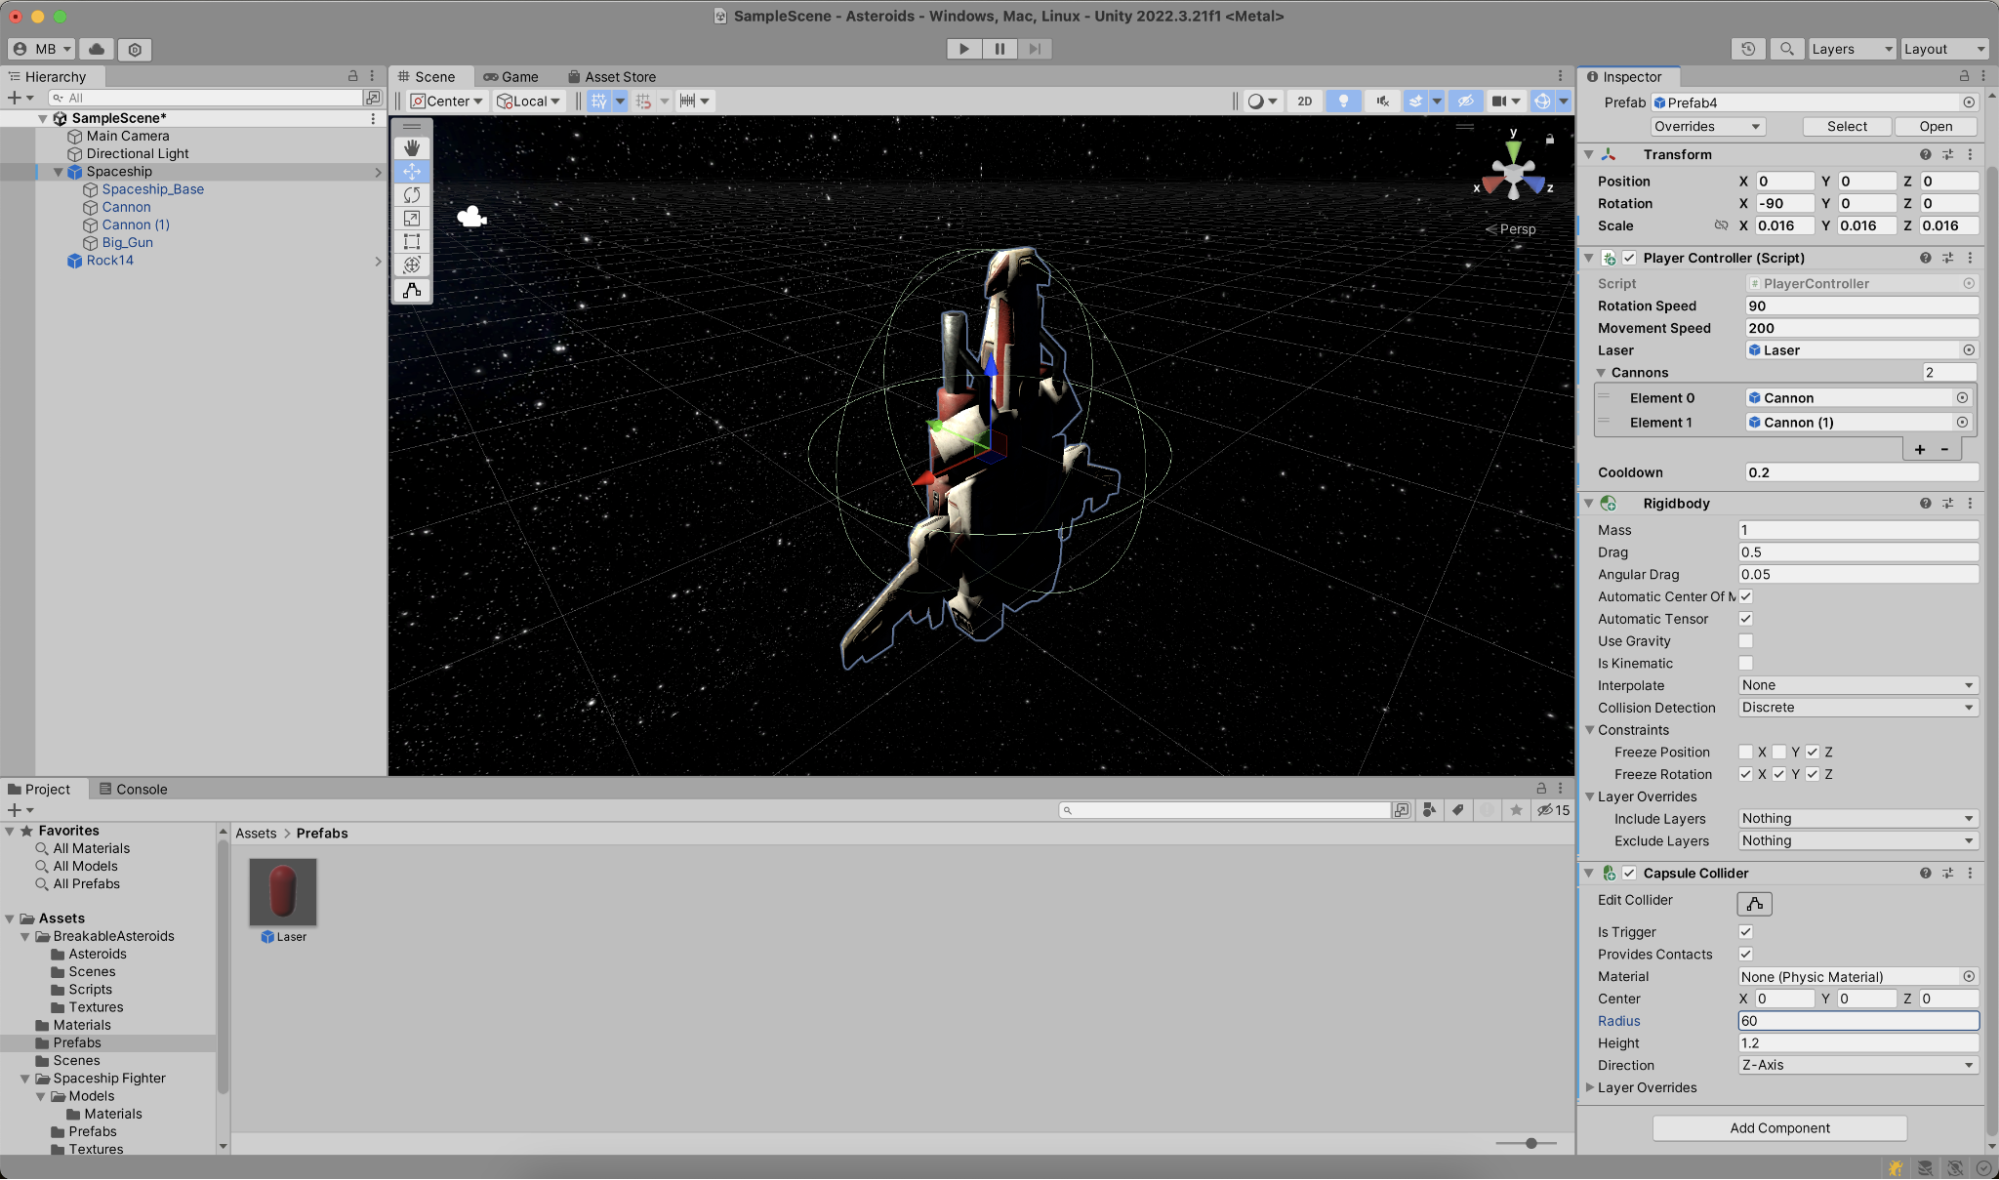 SampleScene - Asteroids - Windows, Mac, Linux - Unity 2022.3.21f1 <Metal>
MB
Layers
Layout
Hierarchy
All
SampleScene*
Main Camera
Directional Light
Spaceship
Spaceship_Base
Cannon
Cannon (1)
Big_Gun
Rock14
Scene
Game
Asset Store
Center
Local
2D
y
x
z
Persp
Inspector
Prefab Prefab4
Overrides Select Open
Transform
Position X 0 Y 0 Z 0
Rotation X -90 Y 0 Z 0
Scale X 0.016 Y 0.016 Z 0.016
Player Controller (Script)
Script # PlayerController
Rotation Speed 90
Movement Speed 200
Laser Laser
Cannons 2
Element 0 Cannon
Element 1 Cannon (1)
+ -
Cooldown 0.2
Rigidbody
Mass 1
Drag 0.5
Angular Drag 0.05
Automatic Center Of M
Automatic Tensor
Use Gravity
Is Kinematic
Interpolate None
Collision Detection Discrete
Constraints
Freeze Position X Y Z
Freeze Rotation X Y Z
Layer Overrides
Include Layers Nothing
Exclude Layers Nothing
Capsule Collider
Edit Collider
Is Trigger
Provides Contacts
Material None (Physic Material)
Center X 0 Y 0 Z 0
Radius 60
Height 1.2
Direction Z-Axis
Layer Overrides
Add Component
Project
Console
15
Favorites
All Materials
All Models
All Prefabs
Assets
BreakableAsteroids
Asteroids
Scenes
Scripts
Textures
Materials
Prefabs
Scenes
Spaceship Fighter
Models
Materials
Prefabs
Textures
Assets > Prefabs
Laser